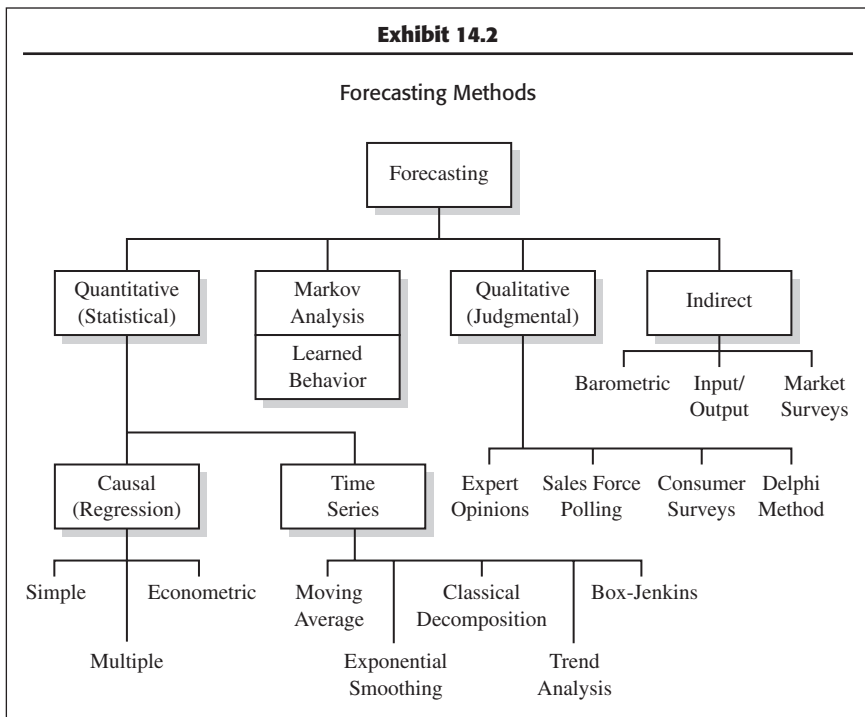 Exhibit 14.2
Forecasting Methods
Forecasting
Quantitative
(Statistical)
Markov
Analysis
Learned
Behavior
Qualitative
(Judgmental)
Indirect
Barometric
Input/
Output
Market
Surveys
Causal
(Regression)
Time
Series
Expert
Opinions
Sales Force
Polling
Consumer
Surveys
Delphi
Method
Simple
Econometric
Multiple
Moving
Average
Classical
Decomposition
Box-Jenkins
Exponential
Smoothing
Trend
Analysis